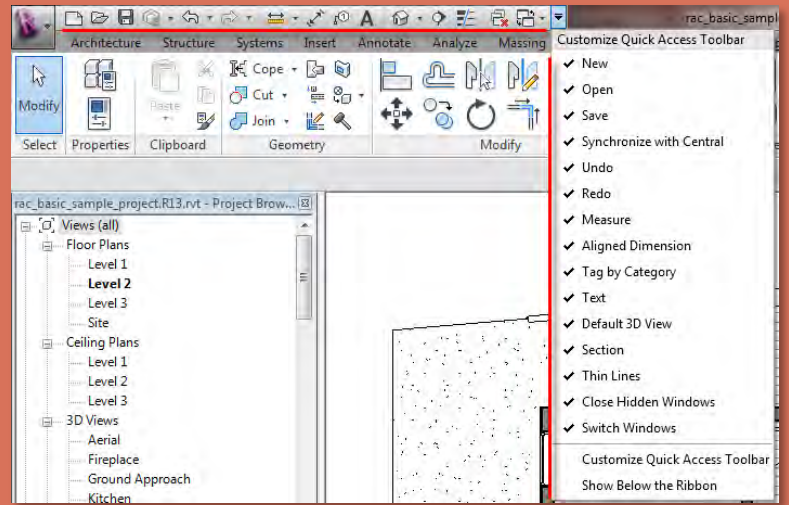 rac_basic_sampl
Architecture Structure Systems Insert Annotate Analyze Massing
Customize Quick Access Toolbar
✔ New
✔ Open
✔ Save
✔ Synchronize with Central
✔ Undo
✔ Redo
✔ Measure
✔ Aligned Dimension
✔ Tag by Category
✔ Text
✔ Default 3D View
✔ Section
✔ Thin Lines
✔ Close Hidden Windows
✔ Switch Windows
Customize Quick Access Toolbar
Show Below the Ribbon
Modify
Paste
Cope
Cut
Join
Select Properties Clipboard Geometry Modify
rac_basic_sample_project.R13.rvt - Project Brow...
Views (all)
Floor Plans
Level 1
Level 2
Level 3
Site
Ceiling Plans
Level 1
Level 2
Level 3
3D Views
Aerial
Fireplace
Ground Approach
Kitchen